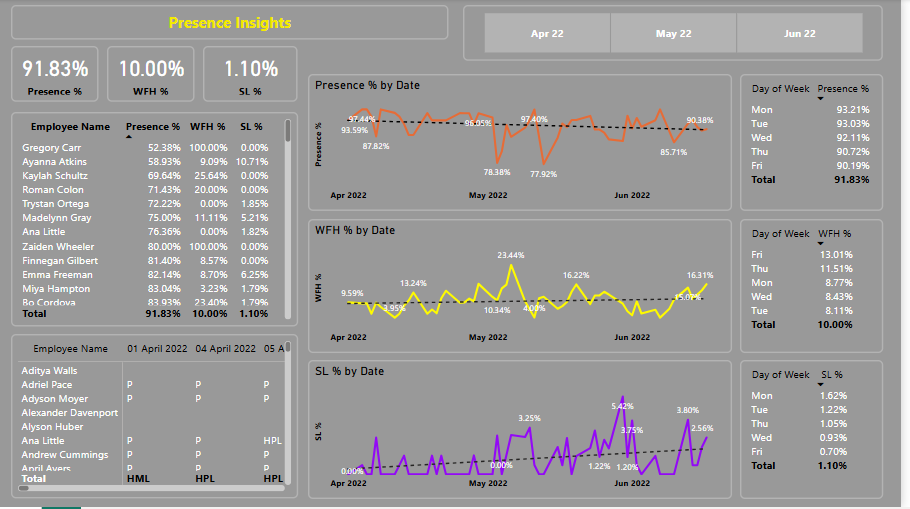 Presence Insights
Apr 22 May 22 Jun 22
91.83% 10.00% 1.10%
Presence % WFH % SL %
Employee Name Presence % WFH % SL %
Gregory Carr 52.38% 100.00% 0.00%
Ayanna Atkins 58.93% 9.09% 10.71%
Kaylah Schultz 69.64% 25.64% 0.00%
Roman Colon 71.43% 20.00% 0.00%
Trystan Ortega 72.22% 0.00% 1.85%
Madelynn Gray 75.00% 11.11% 5.21%
Ana Little 76.36% 0.00% 1.82%
Zaiden Wheeler 80.00% 100.00% 0.00%
Finnegan Gilbert 81.40% 8.57% 0.00%
Emma Freeman 82.14% 8.70% 6.25%
Miya Hampton 83.04% 3.23% 1.79%
Bo Cordova 83.93% 23.40% 1.79%
Total 91.83% 10.00% 1.10%
Employee Name 01 April 2022 04 April 2022 05 A
Aditya Walls
Adriel Pace P P P
Adyson Moyer P P P
Alexander Davenport
Alyson Huber
Ana Little P P HPL
Andrew Cummings P P P
April Avers P P P
Total HML HPL HPL
Presence % by Date
Presence %
97.44% 96.05% 97.40% 90.38%
93.59%
87.82% 85.71%
78.38% 77.92%
Apr 2022 May 2022 Jun 2022
WFH % by Date
WFH %
23.44%
13.24% 16.22% 16.31%
9.59% 15.07%
3.95% 10.34% 4.00%
Apr 2022 May 2022 Jun 2022
SL % by Date
SL %
5.42% 3.80%
3.25% 3.75% 2.56%
0.00% 0.00% 1.22% 1.20%
Apr 2022 May 2022 Jun 2022
Day of Week Presence %
Mon 93.21%
Tue 93.03%
Wed 92.11%
Thu 90.72%
Fri 90.19%
Total 91.83%
Day of Week WFH %
Fri 13.01%
Thu 11.51%
Mon 8.77%
Wed 8.43%
Tue 8.11%
Total 10.00%
Day of Week SL %
Mon 1.62%
Tue 1.22%
Thu 1.05%
Wed 0.93%
Fri 0.70%
Total 1.10%